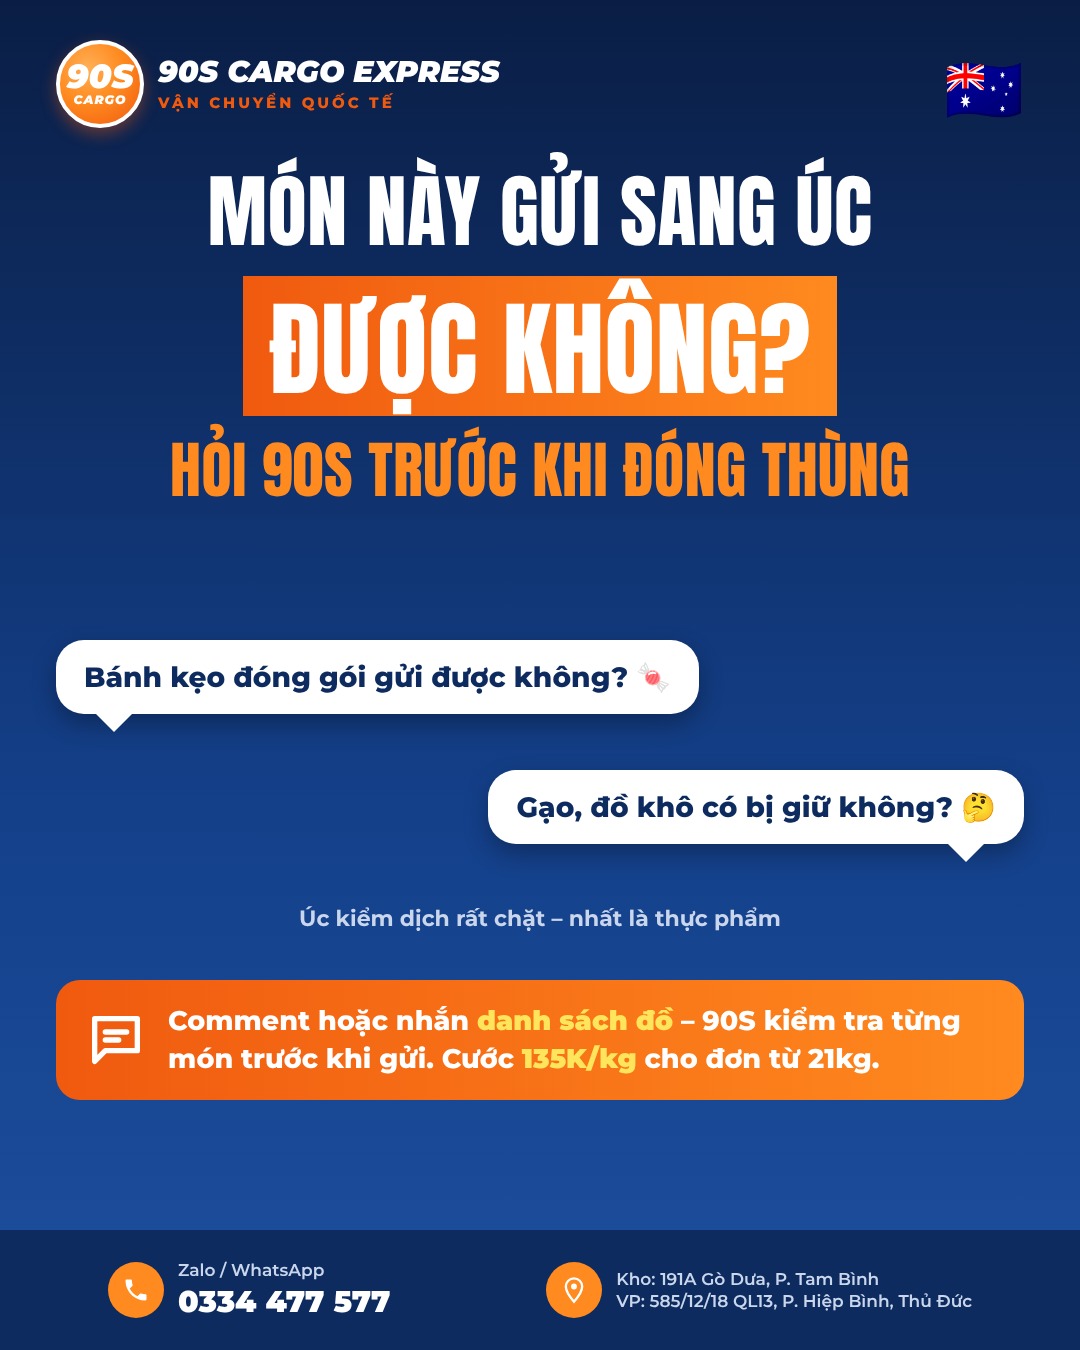 90S
CARGO
90S CARGO EXPRESS
VẬN CHUYỂN QUỐC TẾ
MÓN NÀY GỬI SANG ÚC
ĐƯỢC KHÔNG?
HỎI 90S TRƯỚC KHI ĐÓNG THÙNG
Bánh kẹo đóng gói gửi được không? 🍬
Gạo, đồ khô có bị giữ không? 🤔
Úc kiểm dịch rất chặt – nhất là thực phẩm
Comment hoặc nhắn danh sách đồ – 90S kiểm tra từng
món trước khi gửi. Cước 135K/kg cho đơn từ 21kg.
Zalo / WhatsApp
0334 477 577
Kho: 191A Gò Dưa, P. Tam Bình
VP: 585/12/18 QL13, P. Hiệp Bình, Thủ Đức